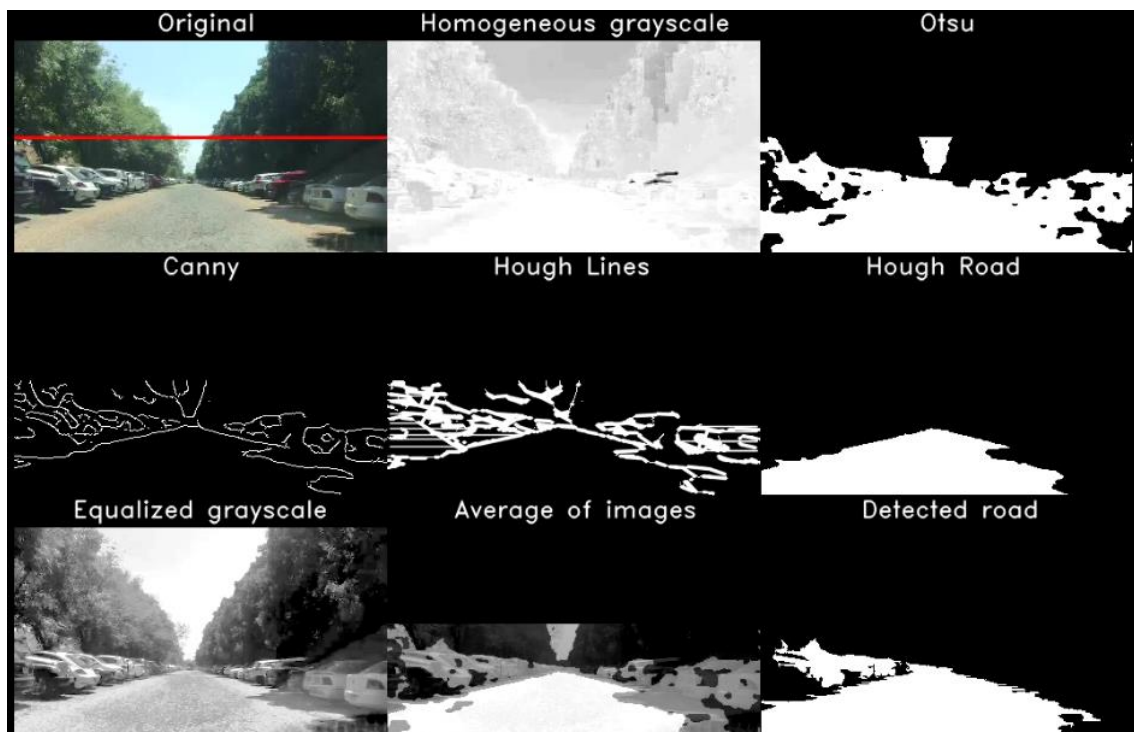 Original
Homogeneous grayscale
Otsu
Canny
Hough Lines
Hough Road
Equalized grayscale
Average of images
Detected road